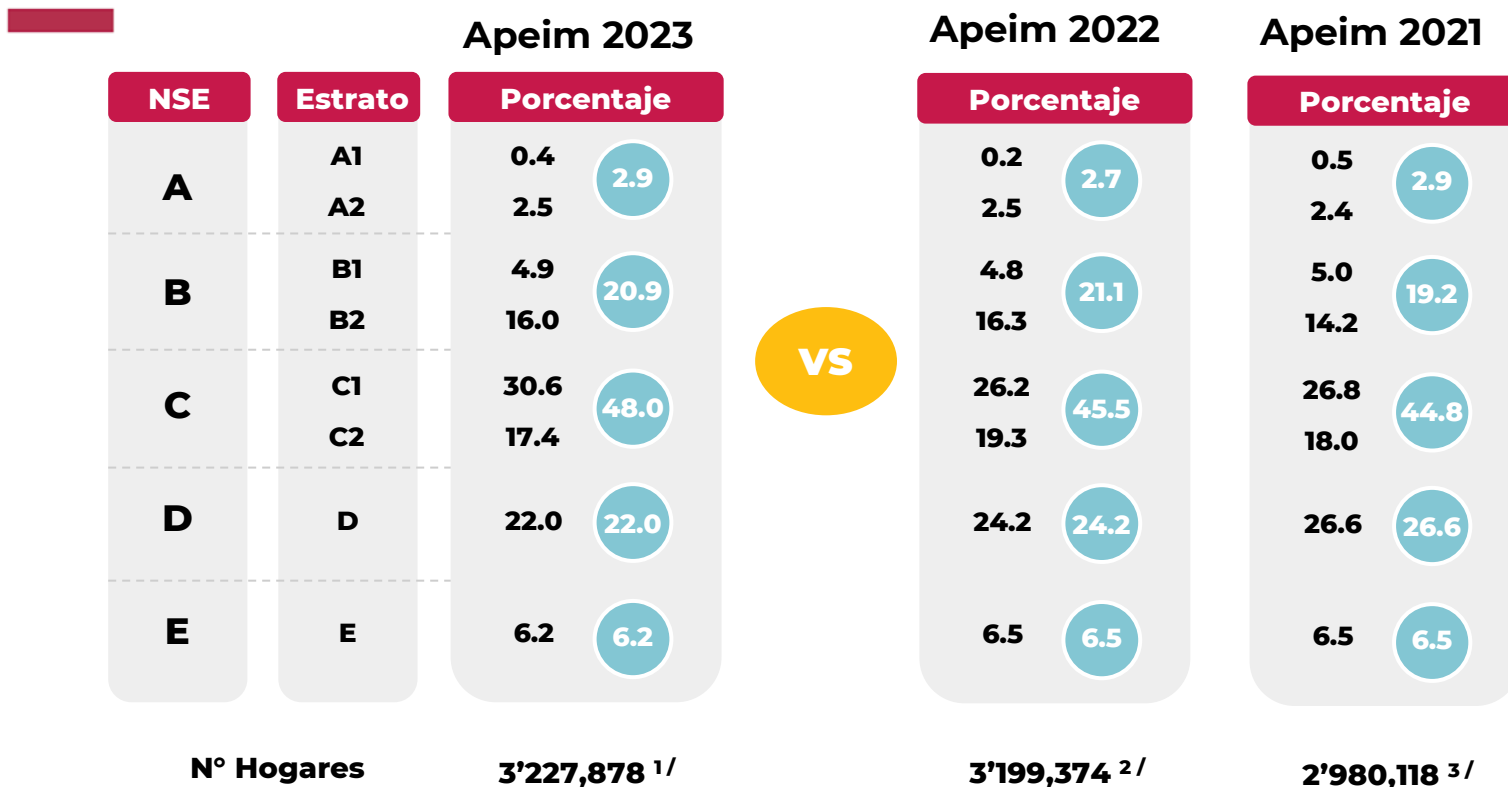 Apeim 2023 Apeim 2022 Apeim 2021
NSE Estrato Porcentaje Porcentaje Porcentaje
A1 0.4 0.2 0.5
A 2.9 2.7 2.9
A2 2.5 2.5 2.4
B1 4.9 4.8 5.0
B 20.9 21.1 19.2
B2 16.0 16.3 14.2
VS
C1 30.6 26.2 26.8
C 48.0 45.5 44.8
C2 17.4 19.3 18.0
D D 22.0 22.0 24.2 24.2 26.6 26.6
E E 6.2 6.2 6.5 6.5 6.5 6.5
N° Hogares 3’227,878 1/ 3’199,374 2/ 2’980,118 3/